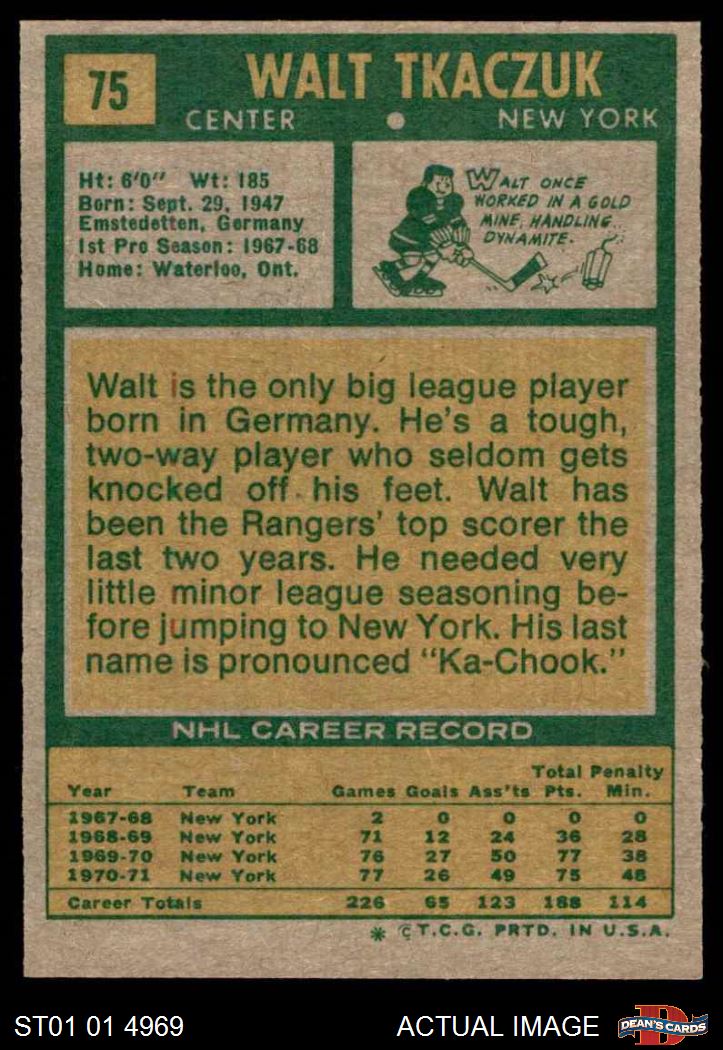 75
WALT TKACZUK
CENTER • NEW YORK
Ht: 6'0" Wt: 185
Born: Sept. 29, 1947
Emstedetten, Germany
1st Pro Season: 1967-68
Home: Waterloo, Ont.
WALT ONCE
WORKED IN A GOLD
MINE, HANDLING
DYNAMITE.
Walt is the only big league player
born in Germany. He's a tough,
two-way player who seldom gets
knocked off his feet. Walt has
been the Rangers' top scorer the
last two years. He needed very
little minor league seasoning be-
fore jumping to New York. His last
name is pronounced "Ka-Chook."
NHL CAREER RECORD
Total Penalty
Year Team Games Goals Ass'ts Pts. Min.
1967-68 New York 2 0 0 0 0
1968-69 New York 71 12 24 36 28
1969-70 New York 76 27 50 77 38
1970-71 New York 77 26 49 75 48
Career Totals 226 65 123 188 114
* © T.C.G. PRTD. IN U.S.A.
ST01 01 4969
ACTUAL IMAGE
D
DEAN'S CARDS